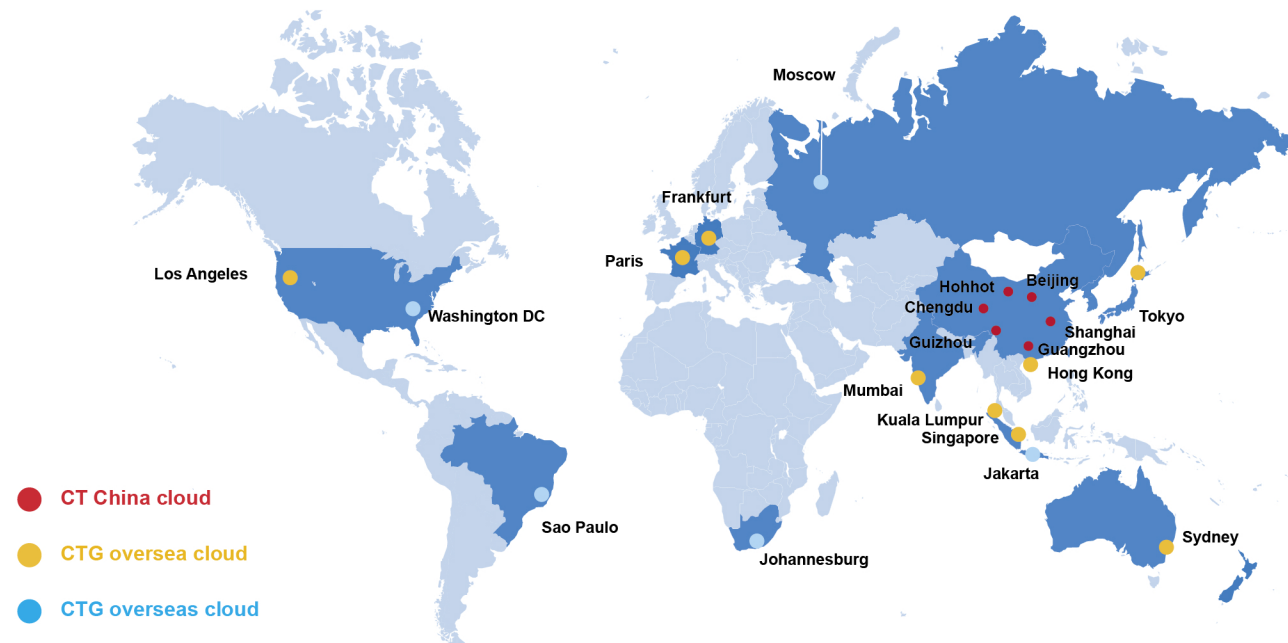 Moscow
Frankfurt
Paris
Los Angeles
Washington DC
Hohhot
Beijing
Chengdu
Tokyo
Shanghai
Guizhou
Guangzhou
Hong Kong
Mumbai
Kuala Lumpur
Singapore
Jakarta
Sao Paulo
Johannesburg
Sydney
CT China cloud
CTG oversea cloud
CTG overseas cloud